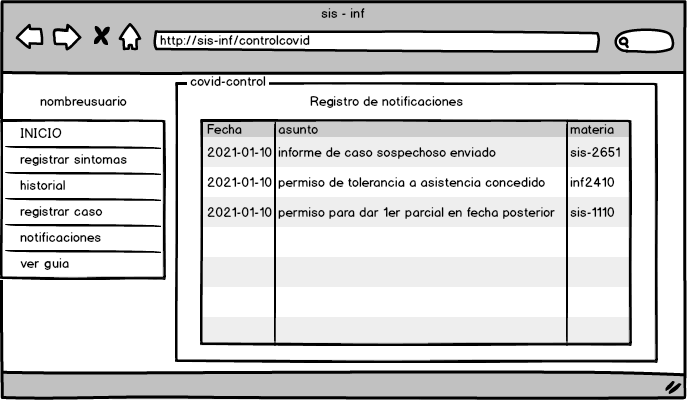 sis - inf
http://sis-inf/controlcovid
covid-control
nombreusuario
Registro de notificaciones
INICIO
registrar sintomas
historial
registrar caso
notificaciones
ver guia
Fecha asunto materia
2021-01-10 informe de caso sospechoso enviado sis-2651
2021-01-10 permiso de tolerancia a asistencia concedido inf2410
2021-01-10 permiso para dar 1er parcial en fecha posterior sis-1110